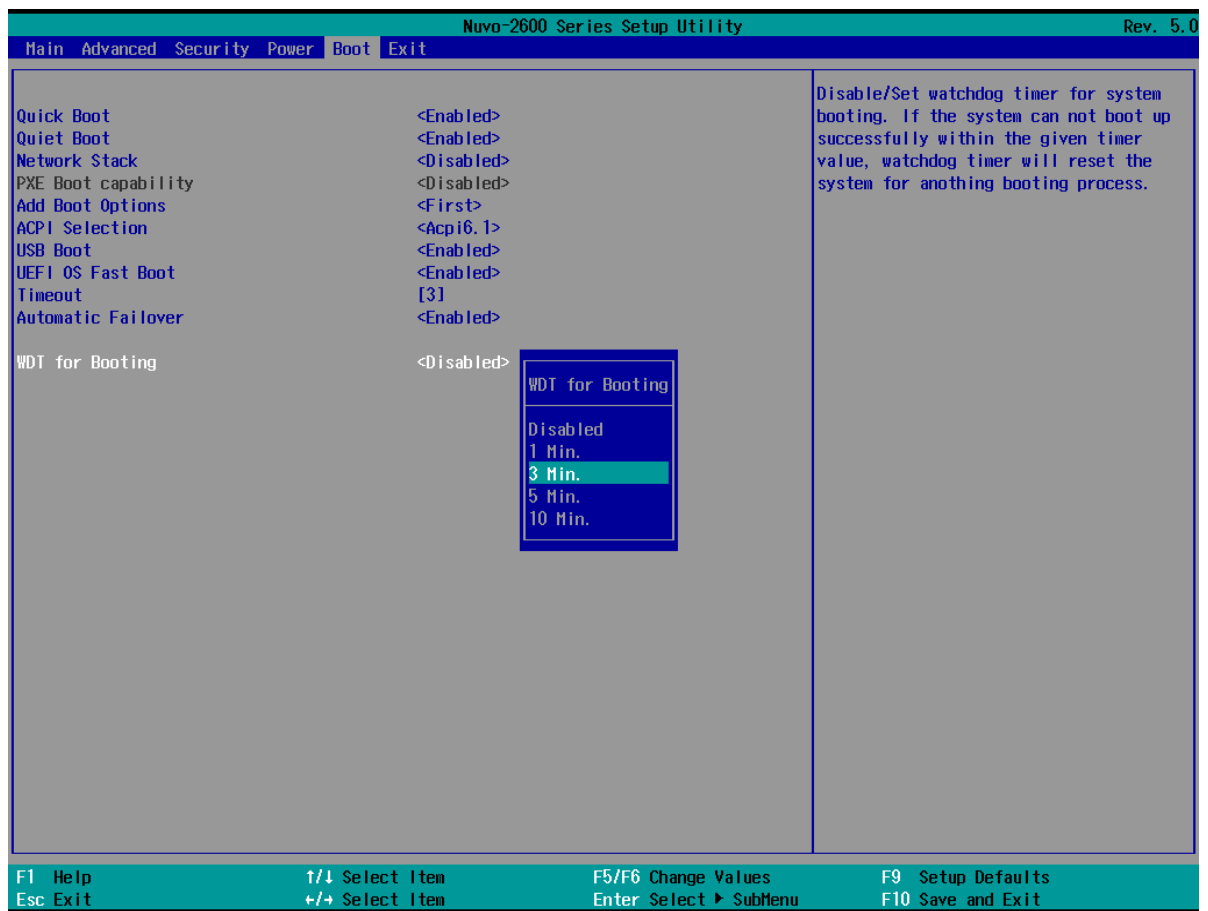 Nuvo-2600 Series Setup Utility Rev. 5.0
Main Advanced Security Power Boot Exit
Quick Boot <Enabled>
Quiet Boot <Enabled>
Network Stack <Disabled>
PXE Boot capability <Disabled>
Add Boot Options <First>
ACPI Selection <Acpi6.1>
USB Boot <Enabled>
UEFI OS Fast Boot <Enabled>
Timeout [3]
Automatic Failover <Enabled>
WDT for Booting <Disabled>
WDT for Booting
Disabled
1 Min.
3 Min.
5 Min.
10 Min.
Disable/Set watchdog timer for system
booting. If the system can not boot up
successfully within the given timer
value, watchdog timer will reset the
system for anothing booting process.
F1 Help ↑/↓ Select Item F5/F6 Change Values F9 Setup Defaults
Esc Exit ←/→ Select Item Enter Select ▶ SubMenu F10 Save and Exit